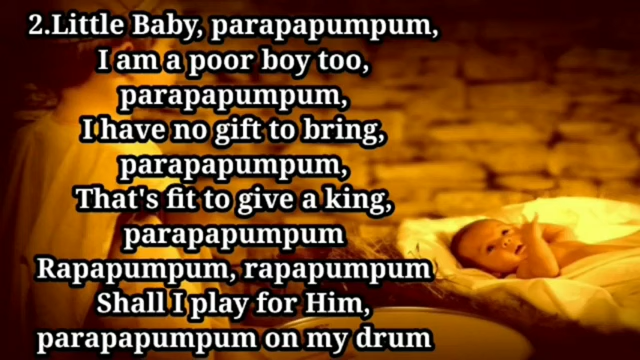 2.Little Baby, parapapumpum,
I am a poor boy too,
parapapumpum,
I have no gift to bring,
parapapumpum,
That's fit to give a king,
parapapumpum
Rapapumpum, rapapumpum
Shall I play for Him,
parapapumpum on my drum